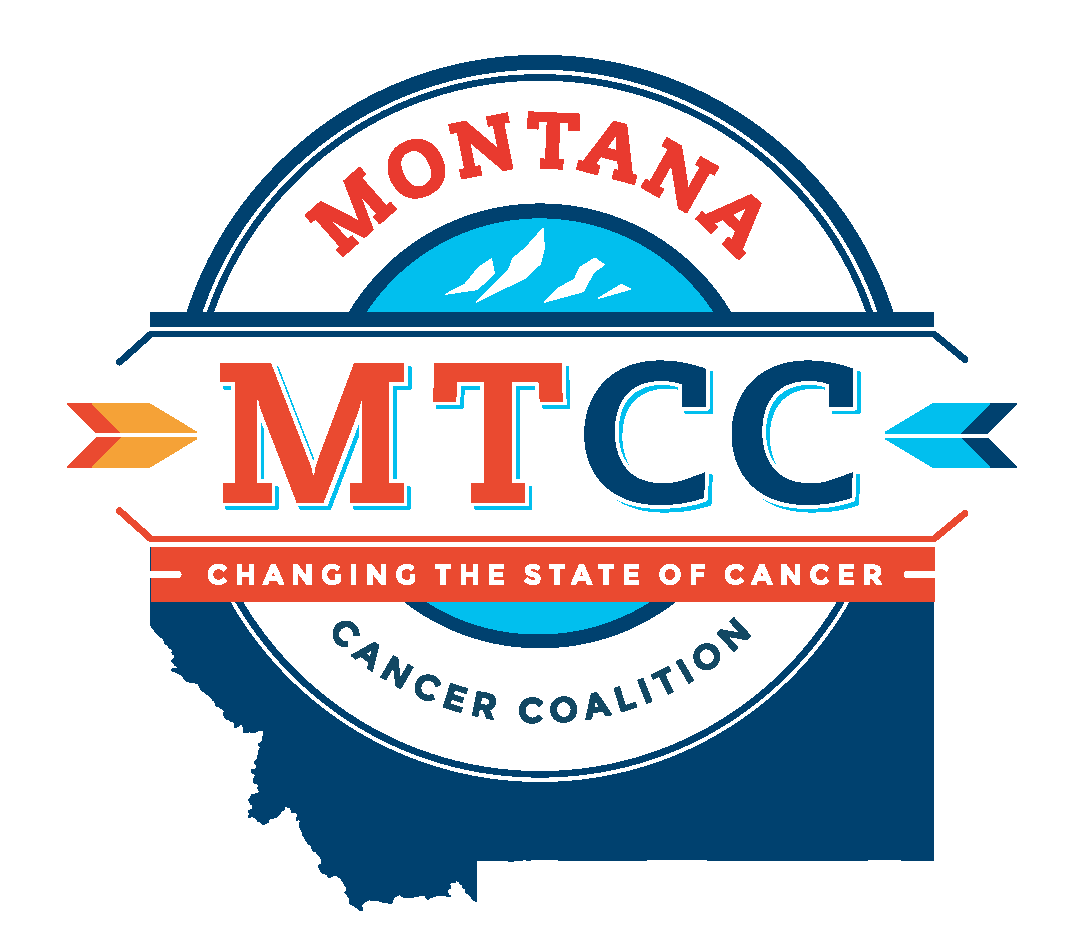 MONTANA
MTCC
CHANGING THE STATE OF CANCER
CANCER COALITION